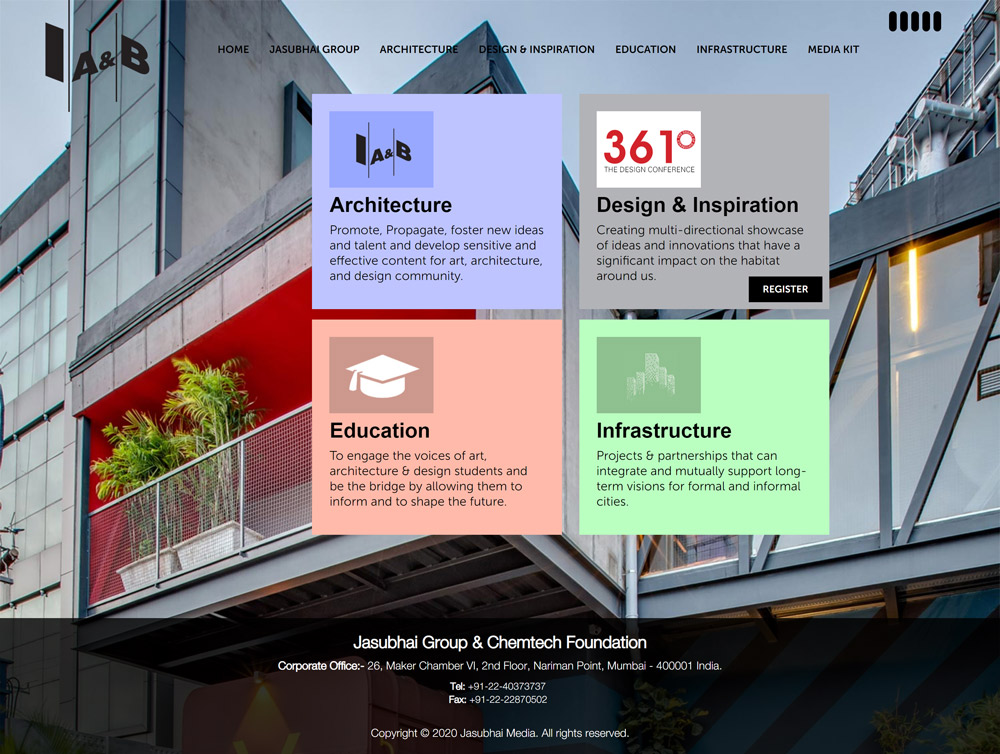 IA&B
HOME JASUBHAI GROUP ARCHITECTURE DESIGN & INSPIRATION EDUCATION INFRASTRUCTURE MEDIA KIT
IA&B
Architecture
Promote, Propagate, foster new ideas
and talent and develop sensitive and
effective content for art, architecture,
and design community.
361°
THE DESIGN CONFERENCE
Design & Inspiration
Creating multi-directional showcase
of ideas and innovations that have a
significant impact on the habitat
around us.
REGISTER
Education
To engage the voices of art,
architecture & design students and
be the bridge by allowing them to
inform and to shape the future.
Infrastructure
Projects & partnerships that can
integrate and mutually support long-
term visions for formal and informal
cities.
Jasubhai Group & Chemtech Foundation
Corporate Office:- 26, Maker Chamber VI, 2nd Floor, Nariman Point, Mumbai - 400001 India.
Tel: +91-22-40373737
Fax: +91-22-22870502
Copyright © 2020 Jasubhai Media. All rights reserved.